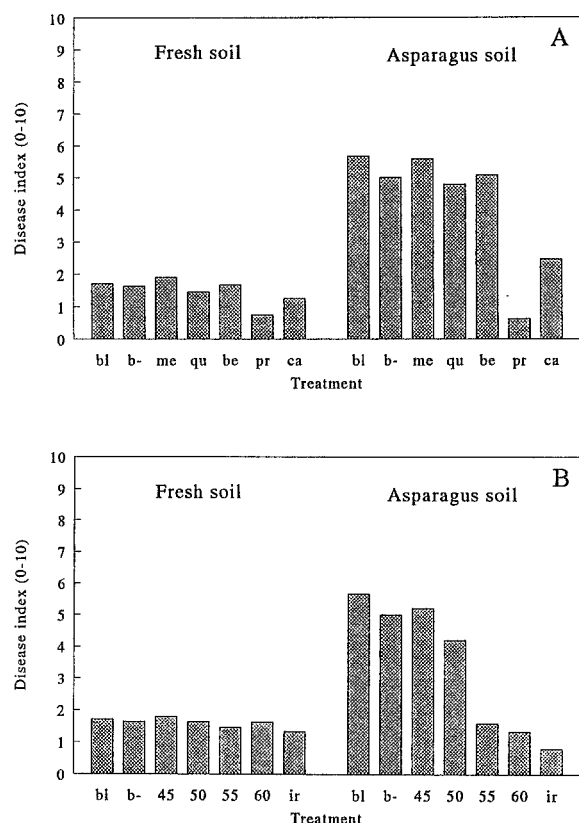 A
Fresh soil Asparagus soil
Disease index (0-10)
10
9
8
7
6
5
4
3
2
1
0
bl b- me qu be pr ca bl b- me qu be pr ca
Treatment
B
Fresh soil Asparagus soil
Disease index (0-10)
10
9
8
7
6
5
4
3
2
1
0
bl b- 45 50 55 60 ir bl b- 45 50 55 60 ir
Treatment